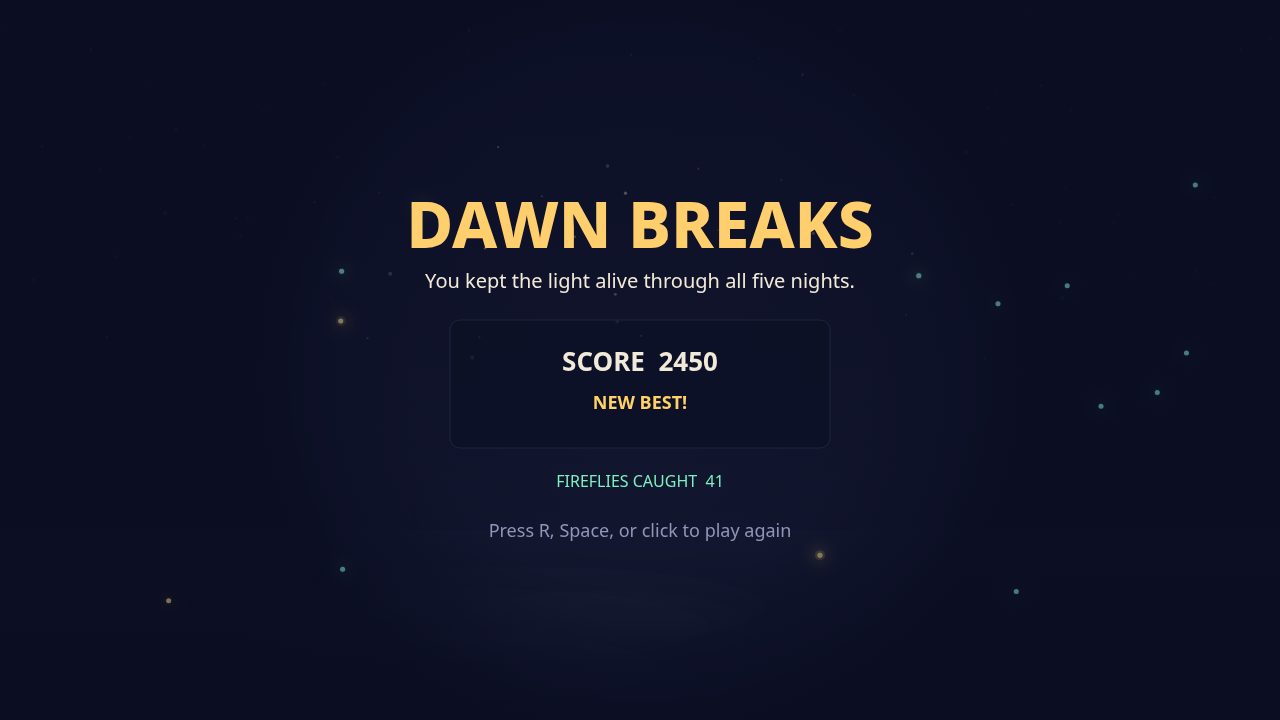 DAWN BREAKS
You kept the light alive through all five nights.
SCORE 2450
NEW BEST!
FIREFLIES CAUGHT 41
Press R, Space, or click to play again